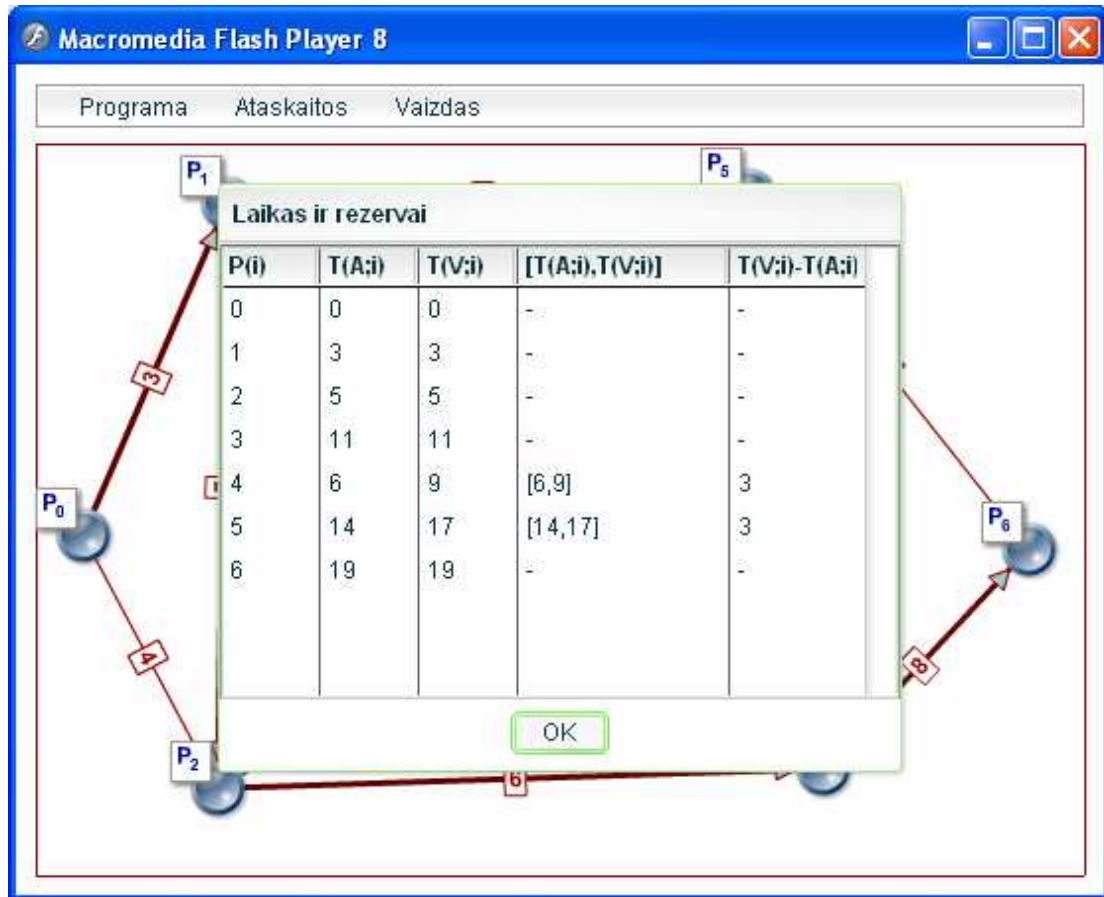 Macromedia Flash Player 8
Programa Ataskaitos Vaizdas
P1
P5
Laikas ir rezervai
P(i) T(A;i) T(V;i) [T(A;i),T(V;i)] T(V;i)-T(A;i)
0 0 0 - -
1 3 3 - -
3
2 5 5 - -
3 11 11 - -
4 6 9 [6,9] 3
P0
5 14 17 [14,17] 3
P6
6 19 19 - -
4
8
OK
P2
6